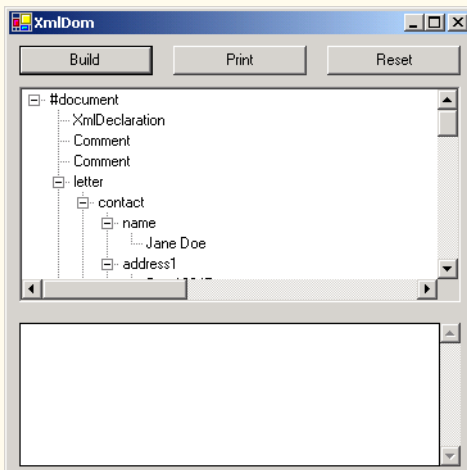 XmlDom
Build Print Reset
#document
XmlDeclaration
Comment
Comment
letter
contact
name
Jane Doe
address1